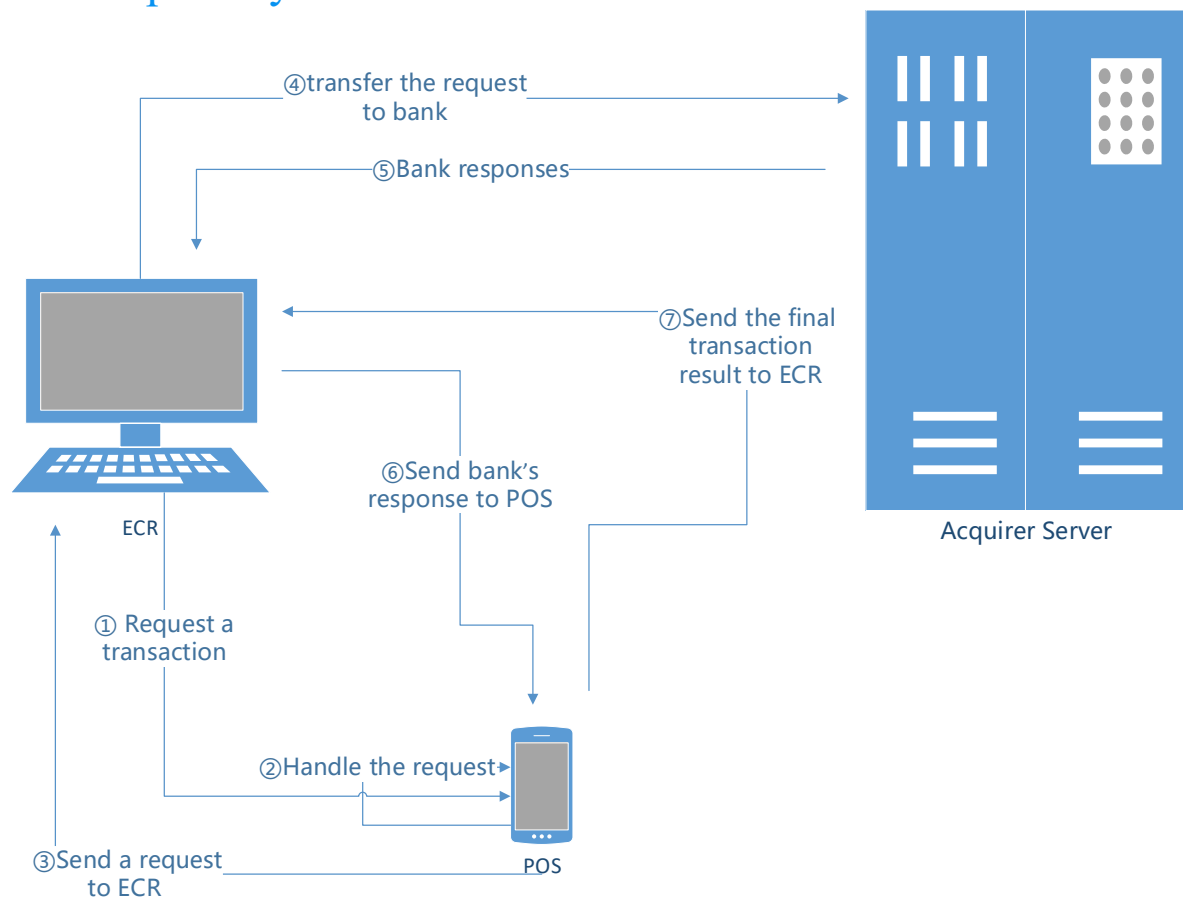 ④transfer the request
to bank
⑤Bank responses
⑦Send the final
transaction
result to ECR
⑥Send bank's
response to POS
ECR
Acquirer Server
① Request a
transaction
②Handle the request
③Send a request
to ECR
POS